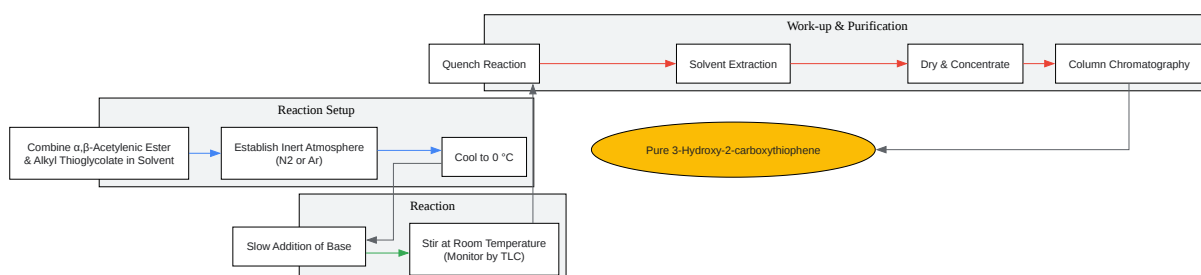 Work-up & Purification
Quench Reaction
Solvent Extraction
Dry & Concentrate
Column Chromatography
Reaction Setup
Combine α,β-Acetylenic Ester
& Alkyl Thioglycolate in Solvent
Establish Inert Atmosphere
(N2 or Ar)
Cool to 0 °C
Pure 3-Hydroxy-2-carboxythiophene
Reaction
Slow Addition of Base
Stir at Room Temperature
(Monitor by TLC)